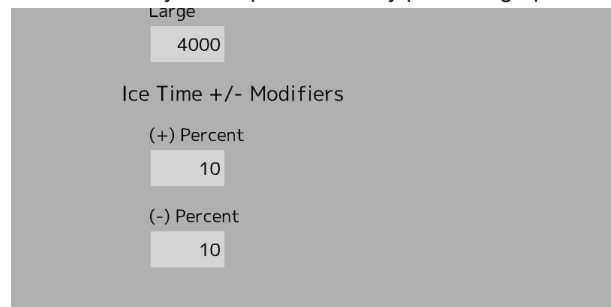 Large
4000
Ice Time +/- Modifiers
(+) Percent
10
(-) Percent
10